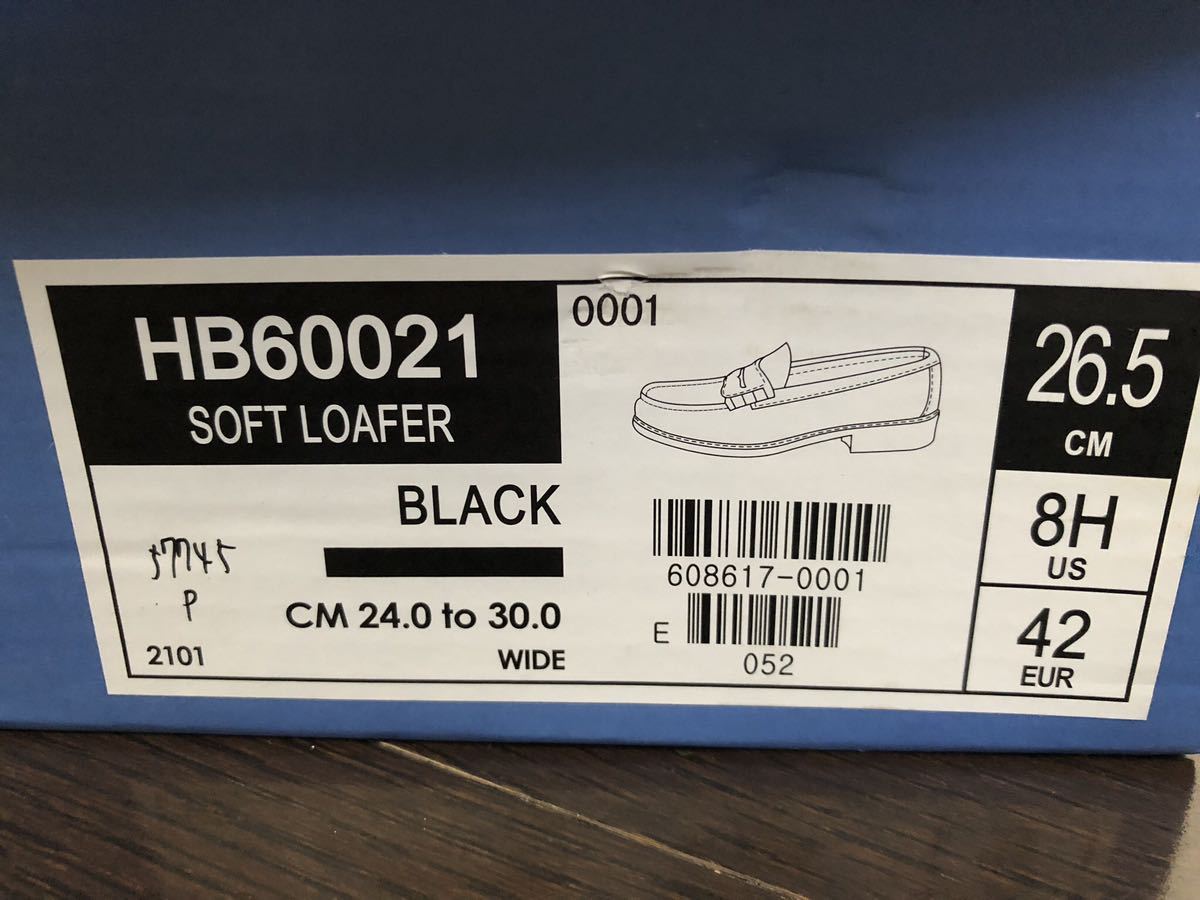 HB60021
SOFT LOAFER
0001
26.5
CM
BLACK
8H
US
57745
P
CM 24.0 to 30.0
608617-0001
42
EUR
E
052
2101
WIDE